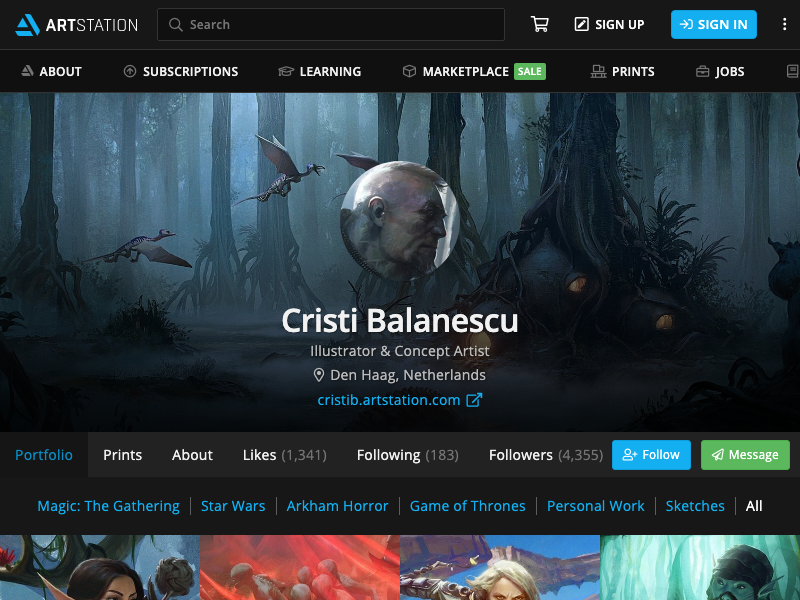 ARTSTATION
Search
SIGN UP
SIGN IN
ABOUT
SUBSCRIPTIONS
LEARNING
MARKETPLACE SALE
PRINTS
JOBS
Cristi Balanescu
Illustrator & Concept Artist
Den Haag, Netherlands
cristib.artstation.com
Portfolio
Prints
About
Likes (1,341)
Following (183)
Followers (4,355)
Follow
Message
Magic: The Gathering
Star Wars
Arkham Horror
Game of Thrones
Personal Work
Sketches
All